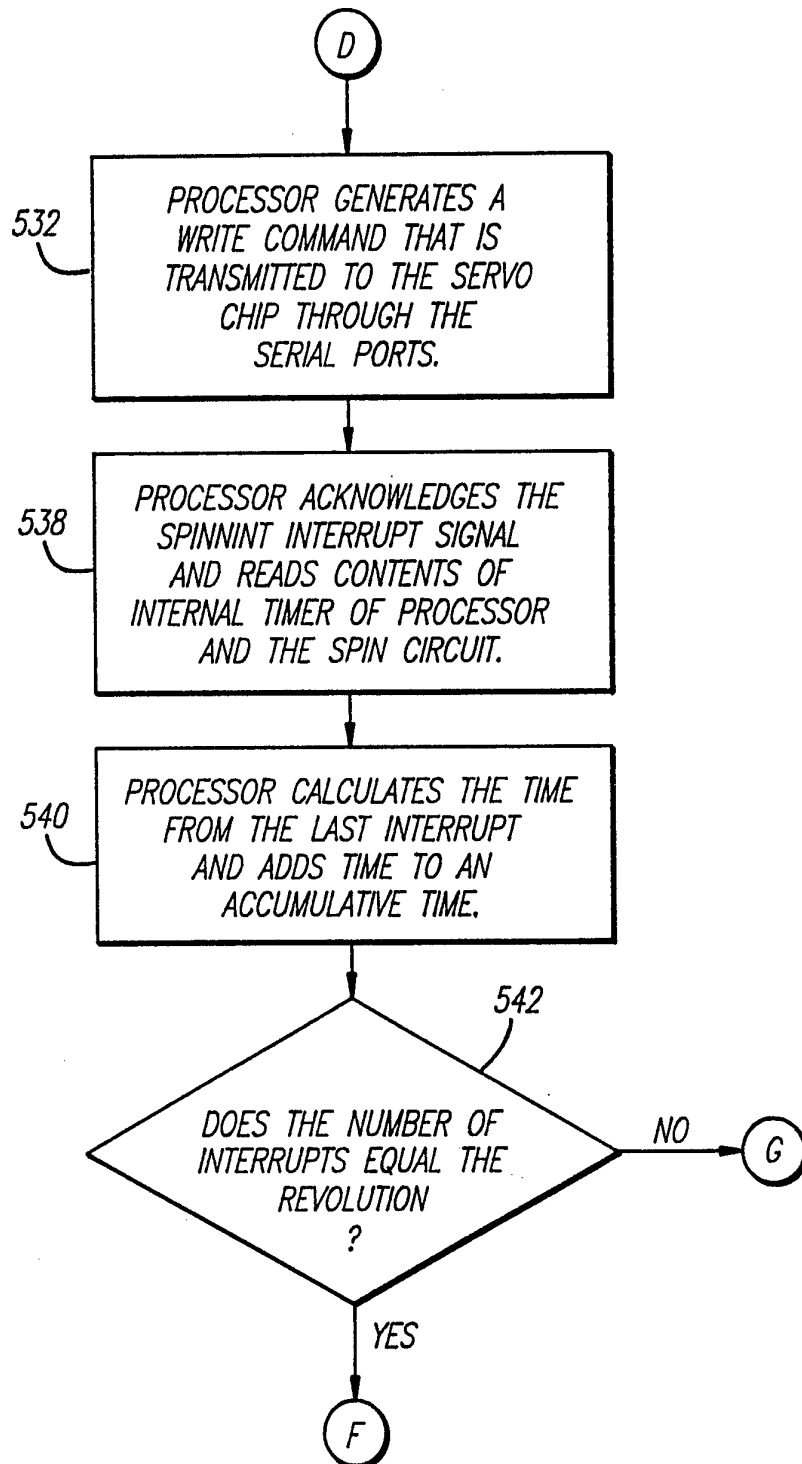 D
532
PROCESSOR GENERATES A
WRITE COMMAND THAT IS
TRANSMITTED TO THE SERVO
CHIP THROUGH THE
SERIAL PORTS.
538
PROCESSOR ACKNOWLEDGES THE
SPINNINT INTERRUPT SIGNAL
AND READS CONTENTS OF
INTERNAL TIMER OF PROCESSOR
AND THE SPIN CIRCUIT.
540
PROCESSOR CALCULATES THE TIME
FROM THE LAST INTERRUPT
AND ADDS TIME TO AN
ACCUMULATIVE TIME.
542
DOES THE NUMBER OF
INTERRUPTS EQUAL THE
REVOLUTION
?
NO
G
YES
F